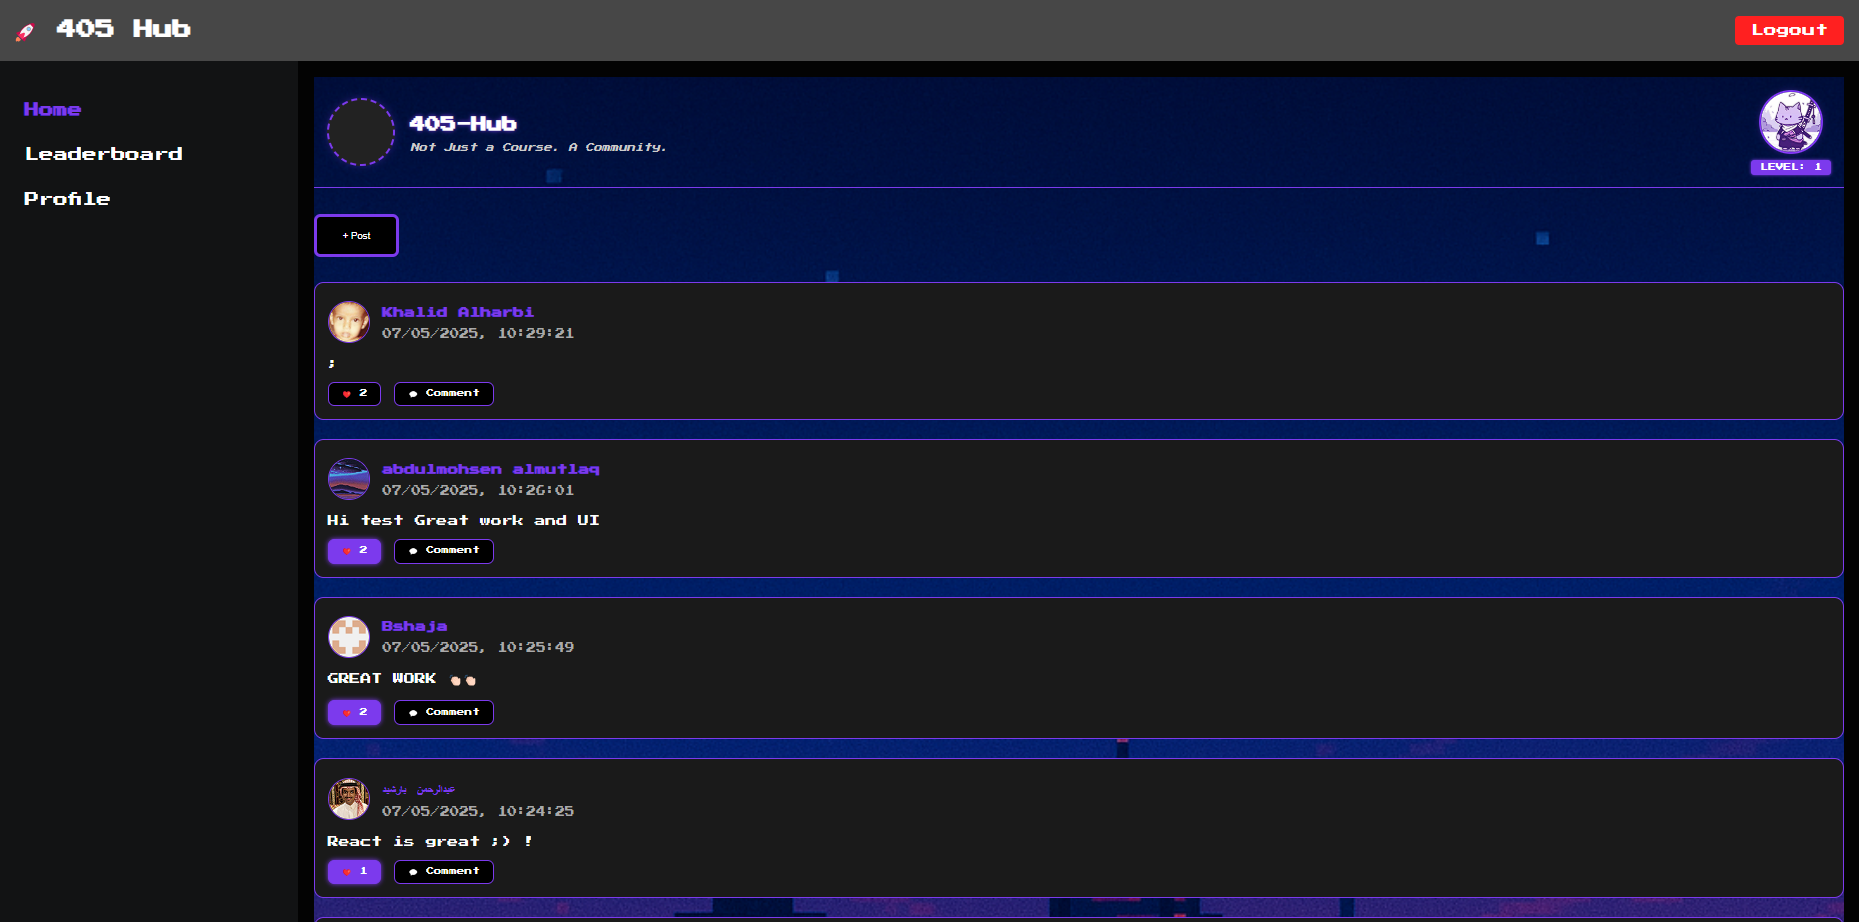 405 Hub
Logout
Home
Leaderboard
Profile
405-Hub
Not Just a Course. A Community.
LEVEL: 1
+ Post
Khalid Alharbi
07/05/2025, 10:29:21
;
2
Comment
abdulmohsen almutlaq
07/05/2025, 10:26:01
Hi test Great work and UI
2
Comment
Bshaja
07/05/2025, 10:25:49
GREAT WORK 👏🏻👏🏻
2
Comment
عبدالرحمن بارشيد
07/05/2025, 10:24:25
React is great ;) !
1
Comment